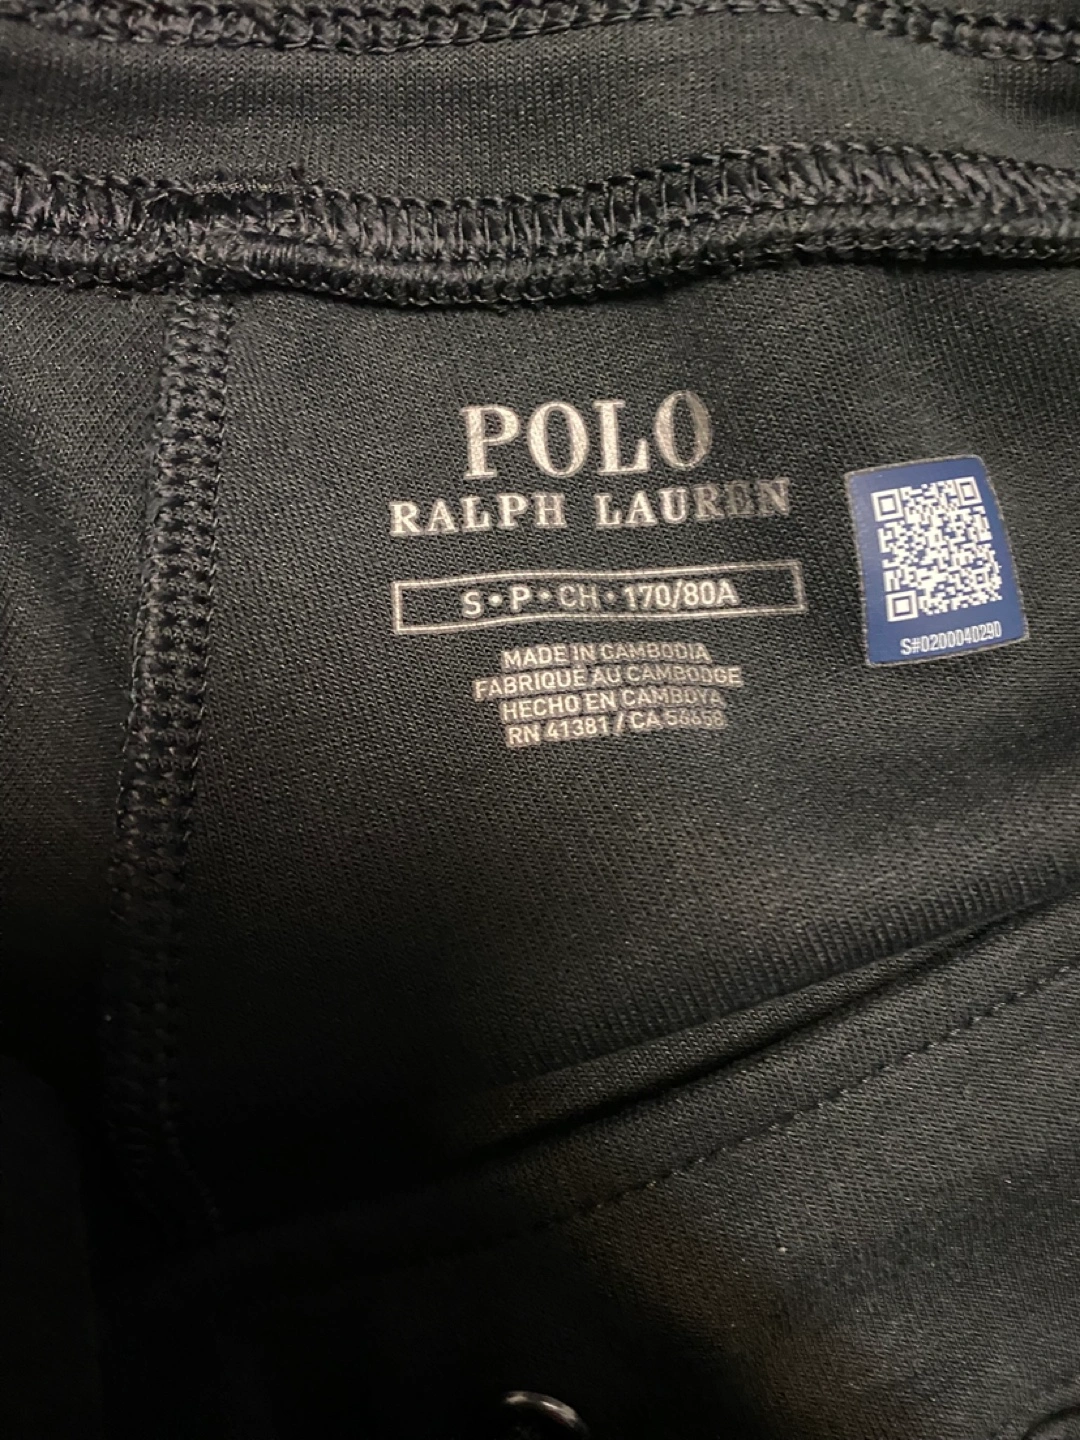 POLO
RALPH LAUREN
S•P•CH•170/80A
MADE IN CAMBODIA
FABRIQUÉ AU CAMBODGE
HECHO EN CAMBOYA
RN 41381 / CA 56658
S#0200040290